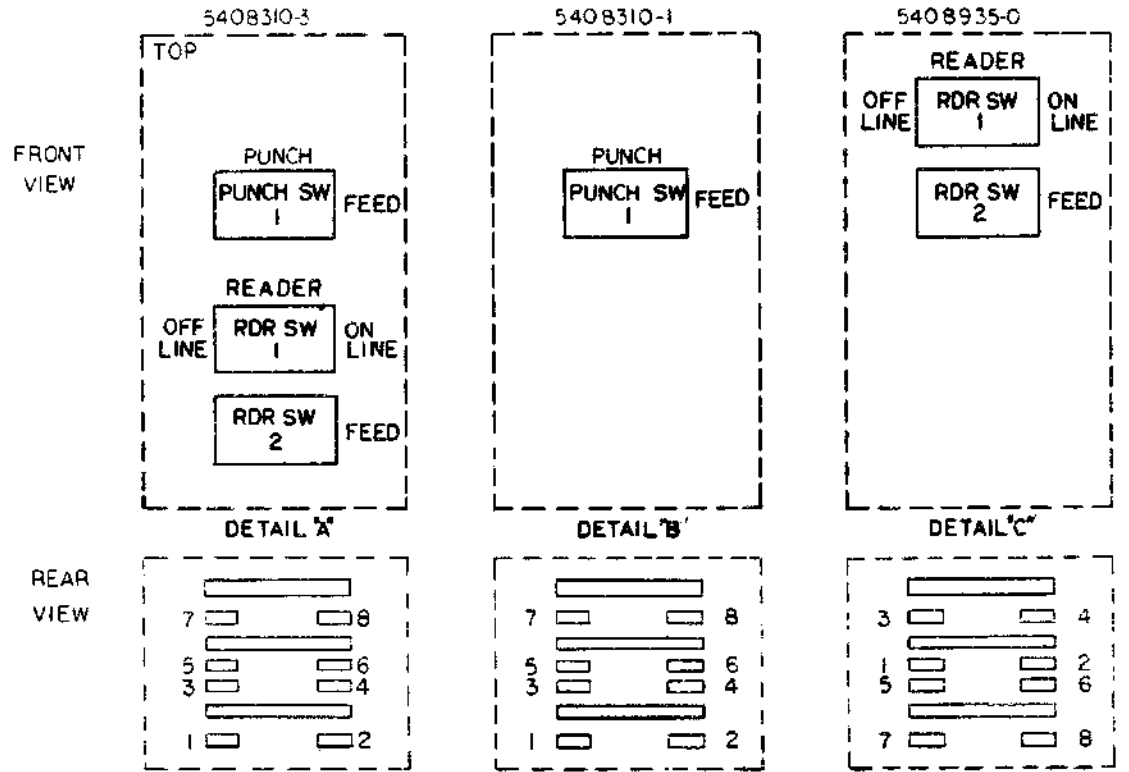 5408310-3
TOP
FRONT
VIEW
PUNCH
PUNCH SW
1
FEED
READER
OFF
LINE
RDR SW
1
ON
LINE
RDR SW
2
FEED
DETAIL "A"
5408310-1
PUNCH
PUNCH SW
1
FEED
DETAIL "B"
5408935-0
READER
OFF
LINE
RDR SW
1
ON
LINE
RDR SW
2
FEED
DETAIL "C"
REAR
VIEW
7 8
5 6
3 4
1 2
7 8
5 6
3 4
1 2
3 4
1 2
5 6
7 8